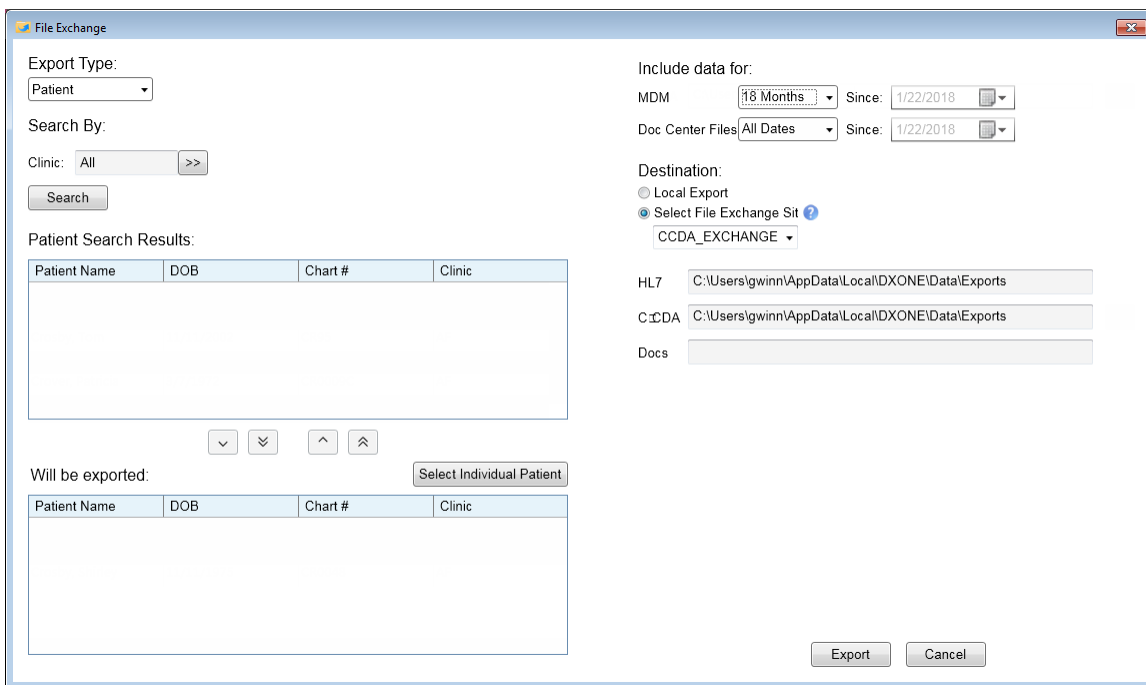 File Exchange
Export Type:
Patient
Search By:
Clinic: All >>
Search
Patient Search Results:
Patient Name DOB Chart # Clinic
Will be exported:
Select Individual Patient
Patient Name DOB Chart # Clinic
Include data for:
MDM 18 Months Since: 1/22/2018
Doc Center Files All Dates Since: 1/22/2018
Destination:
Local Export
Select File Exchange Sit ?
CCDA_EXCHANGE
HL7 C:\Users\gwinn\AppData\Local\DXONE\Data\Exports
C-CDA C:\Users\gwinn\AppData\Local\DXONE\Data\Exports
Docs
Export Cancel